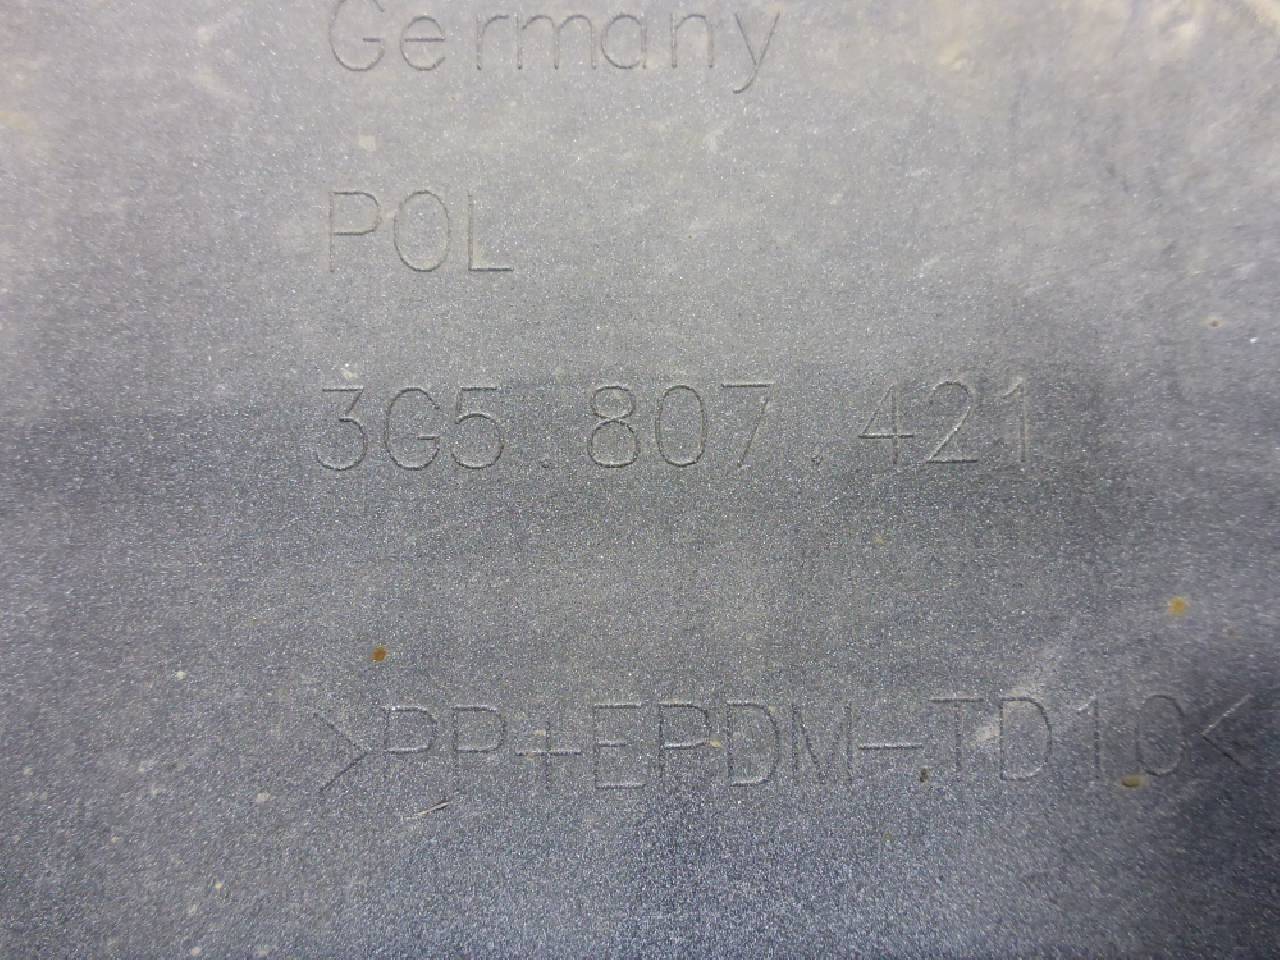 Germany
POL
3G5.807.421
>PP+EPDM-TD10<